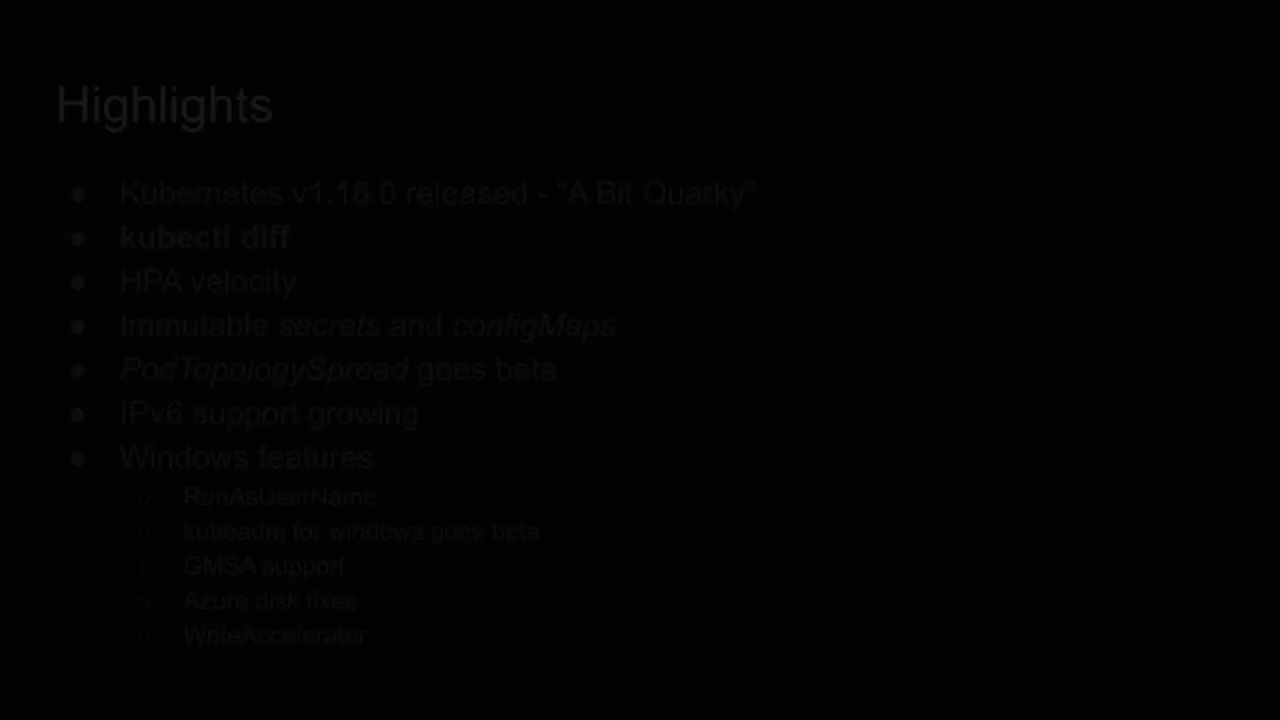 Highlights
● Kubernetes v1.18.0 released - “A Bit Quarky”
● kubectl diff
● HPA velocity
● Immutable secrets and configMaps
● PodTopologySpread goes beta
● IPv6 support growing
● Windows features
○ RunAsUserName
○ kubeadm for windows goes beta
○ GMSA support
○ Azure disk fixes
○ WriteAccelerator